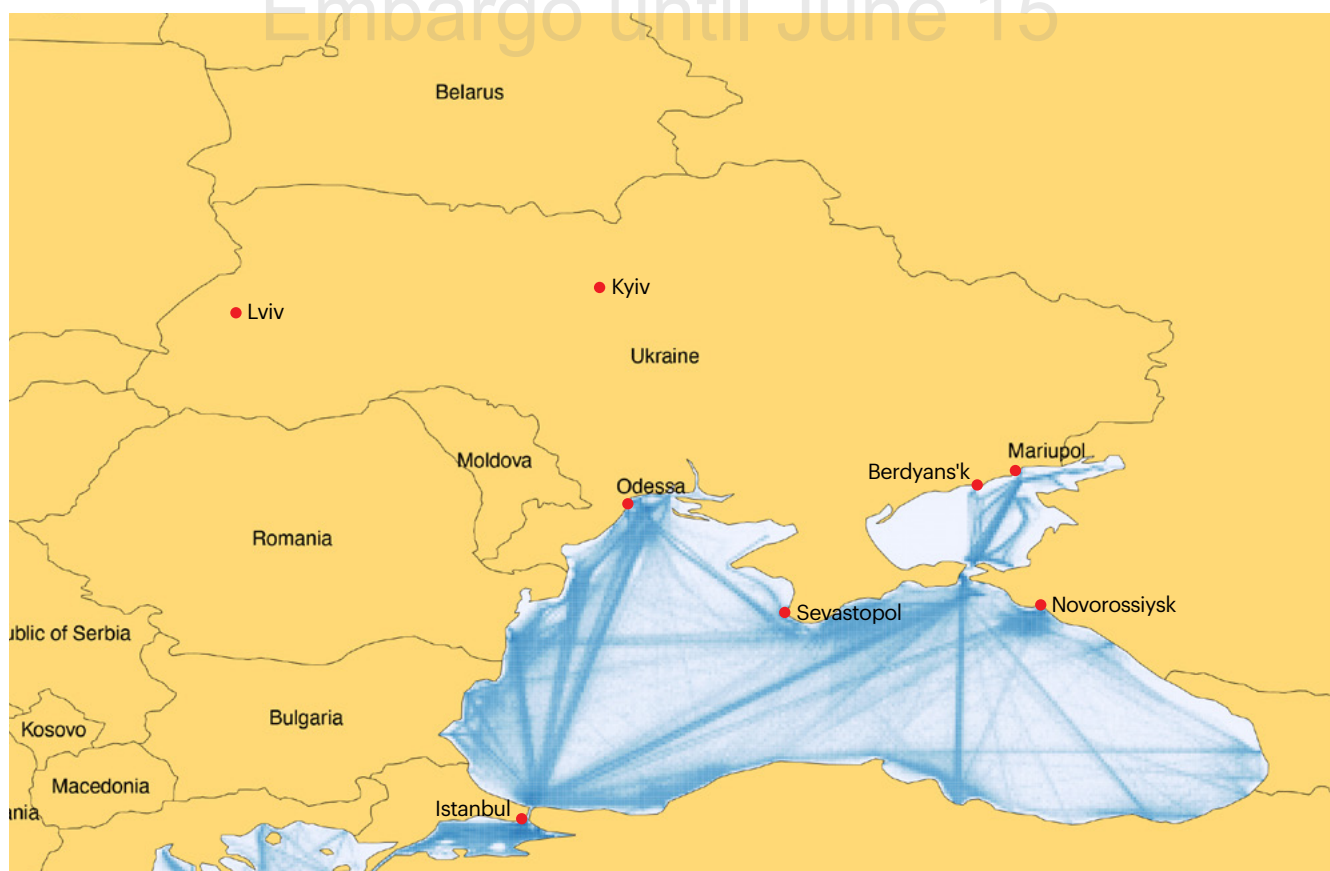 Embargo until June 15
Belarus
Kyiv
Lviv
Ukraine
Mariupol
Moldova
Berdyans'k
Odessa
Romania
Novorossiysk
Sevastopol
ublic of Serbia
Bulgaria
Kosovo
Macedonia
Istanbul
ania